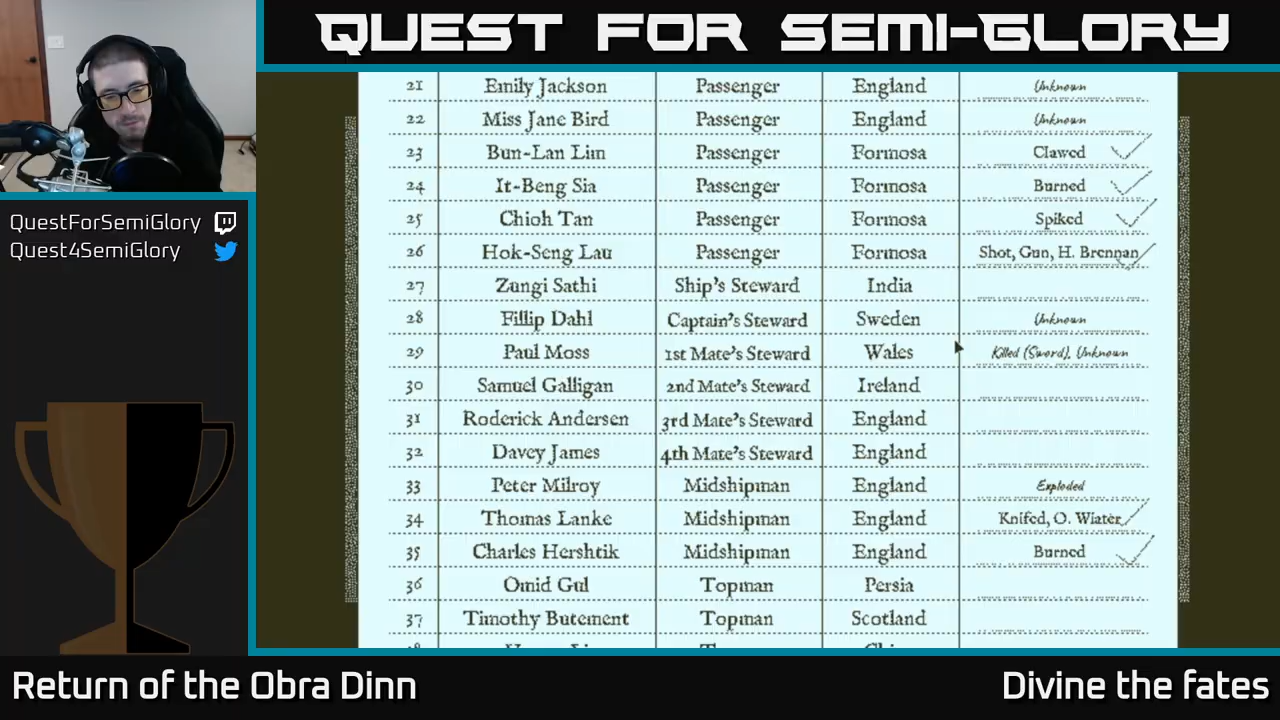 QUEST FOR SEMI-GLORY
QuestForSemiGlory
Quest4SemiGlory
21 Emily Jackson Passenger England Unknown
22 Miss Jane Bird Passenger England Unknown
23 Bun-Lan Lim Passenger Formosa Clawed
24 It-Beng Sia Passenger Formosa Burned
25 Chioh Tan Passenger Formosa Spiked
26 Hok-Seng Lau Passenger Formosa Shot, Gun, H. Brennan
27 Zungi Sathi Ship's Steward India
28 Fillip Dahl Captain's Steward Sweden Unknown
29 Paul Moss 1st Mate's Steward Wales Killed (Sword), Unknown
30 Samuel Galligan 2nd Mate's Steward Ireland
31 Roderick Andersen 3rd Mate's Steward England
32 Davey James 4th Mate's Steward England
33 Peter Milroy Midshipman England Exploded
34 Thomas Lanke Midshipman England Knifed, O. Wiater
35 Charles Hershtik Midshipman England Burned
36 Omid Gul Topman Persia
37 Timothy Butement Topman Scotland
Return of the Obra Dinn
Divine the fates